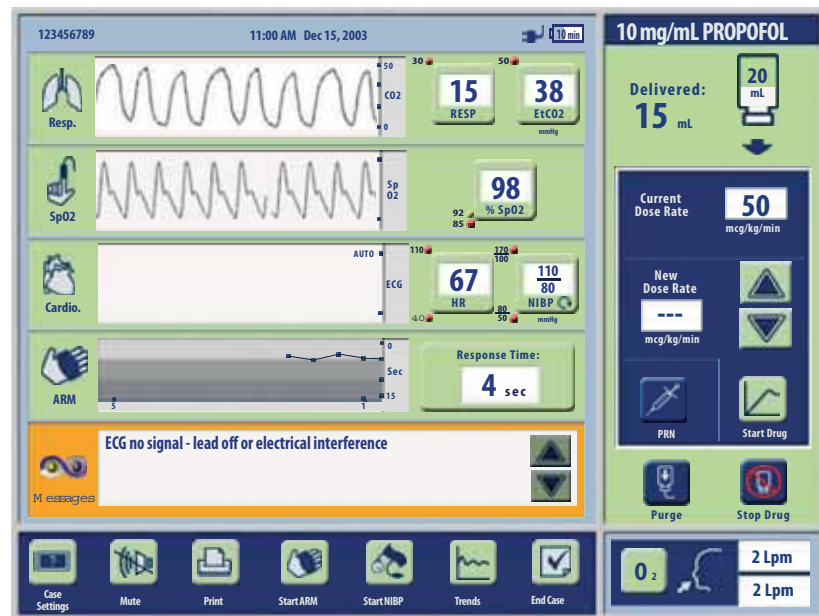 123456789
11:00 AM Dec 15, 2003
10 min
Resp.
50
CO2
0
30
15
RESP
50
38
EtCO2
mmHg
SpO2
Sp
02
92
85
98
% SpO2
Cardio.
AUTO
ECG
110
40
67
HR
170
100
80
50
110
80
NIBP
mmHg
ARM
5
1
0
Sec
15
Response Time:
4 sec
Messages
ECG no signal - lead off or electrical interference
Case
Settings
Mute
Print
Start ARM
Start NIBP
Trends
End Case
10 mg/mL PROPOFOL
Delivered:
15 mL
20
mL
Current
Dose Rate
50
mcg/kg/min
New
Dose Rate
---
mcg/kg/min
PRN
Start Drug
Purge
Stop Drug
O2
2 Lpm
2 Lpm